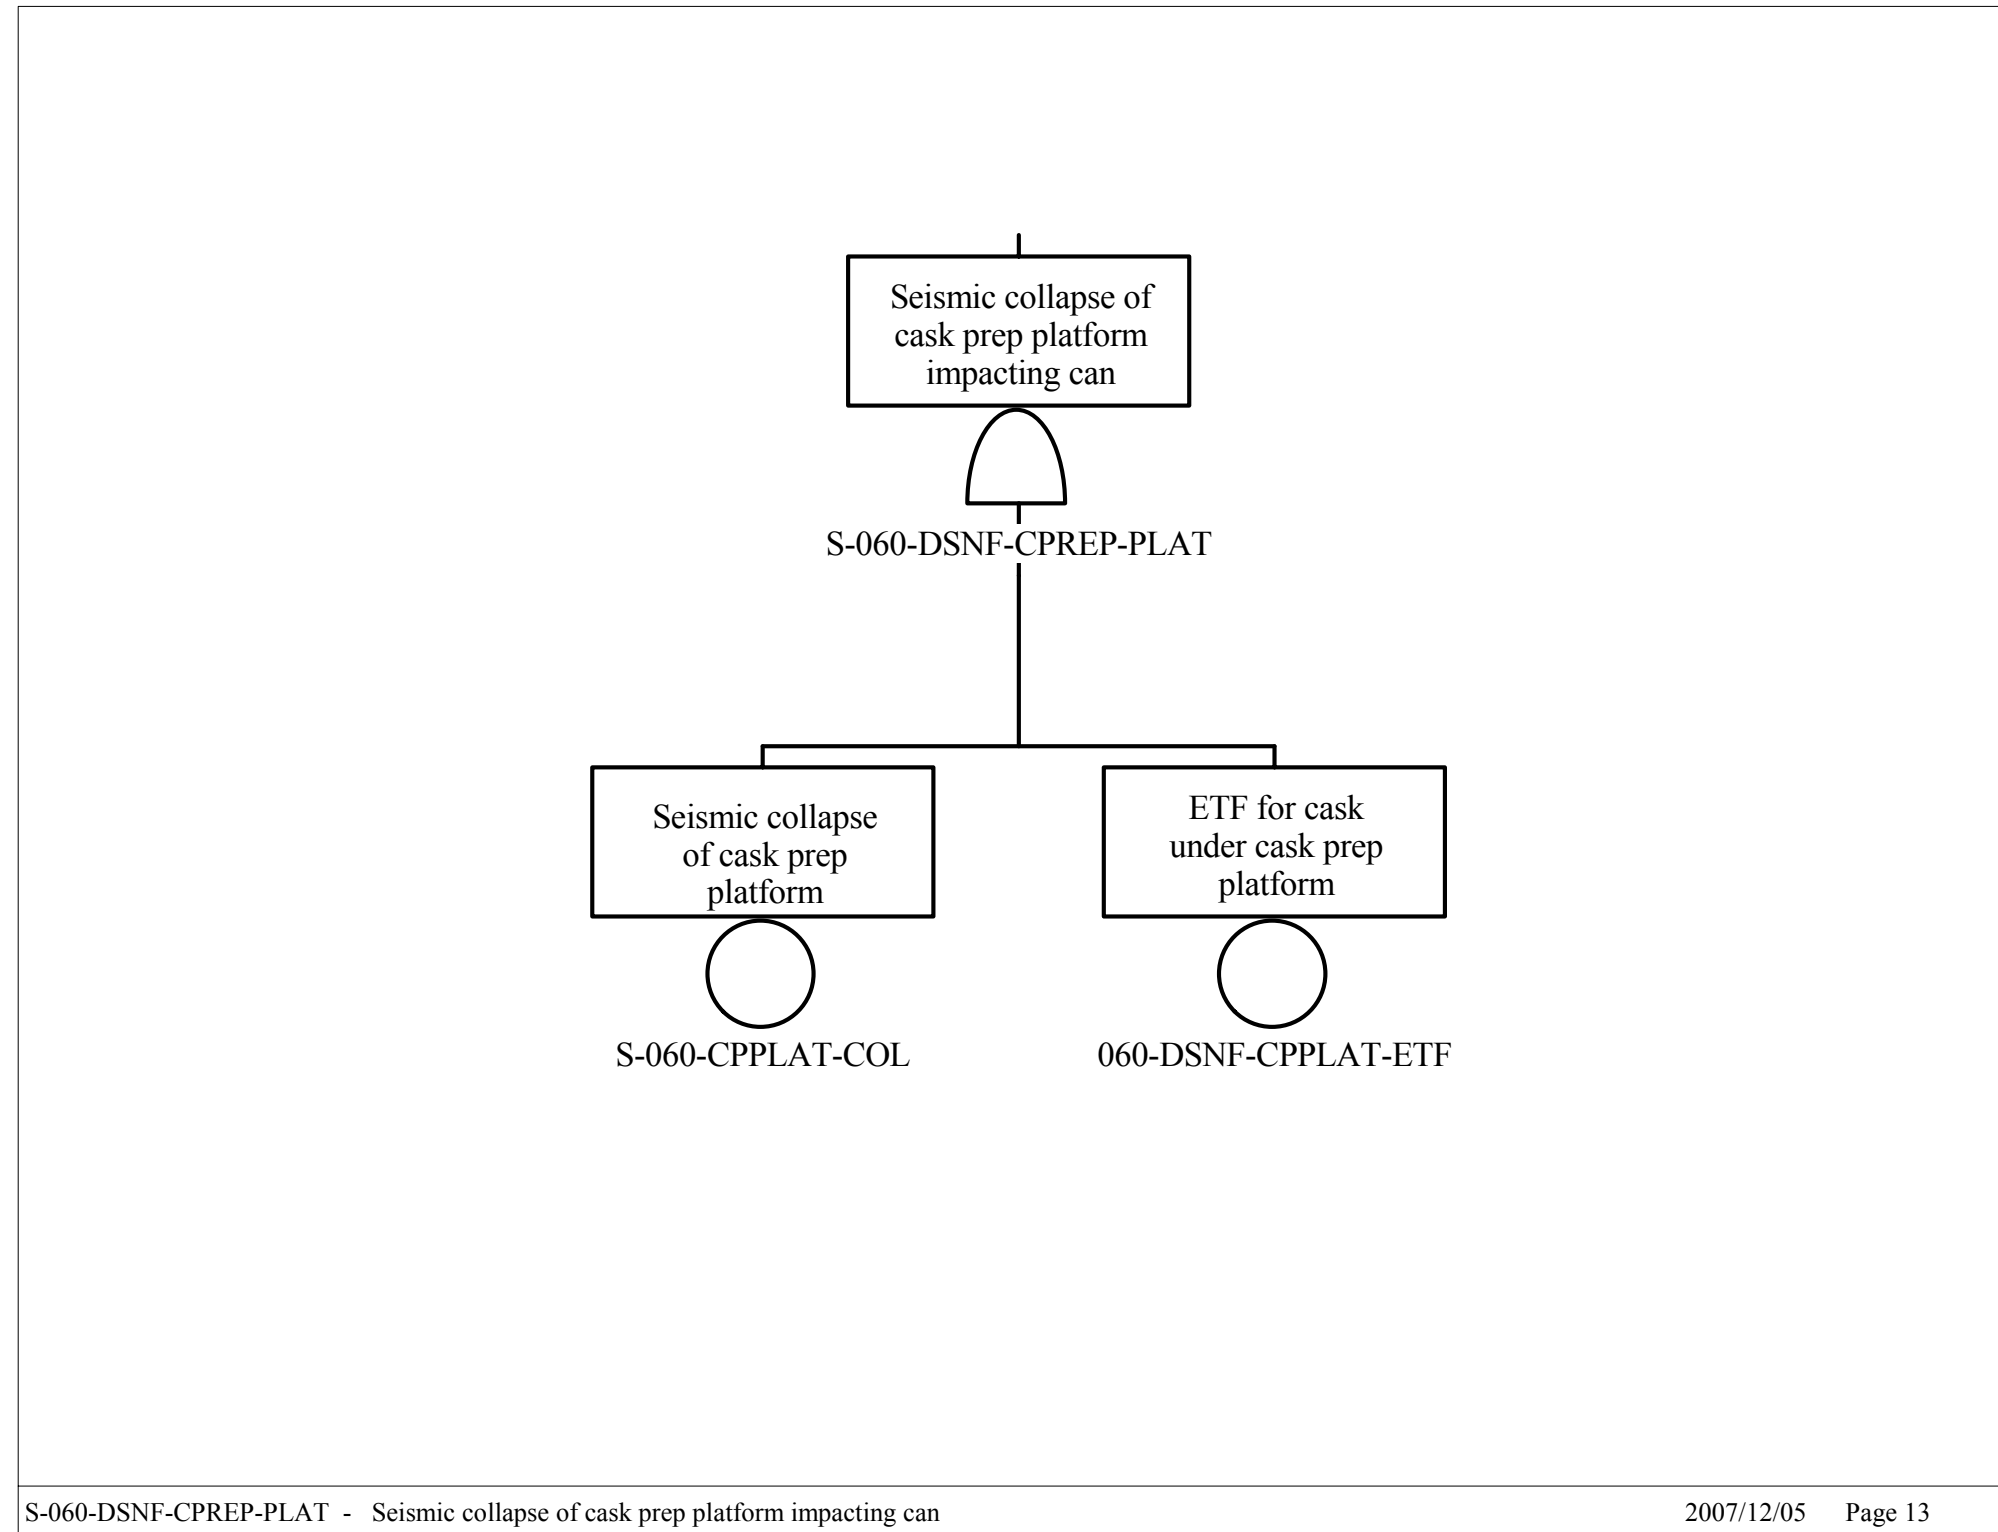 Seismic collapse of
cask prep platform
impacting can
S-060-DSNF-CPREP-PLAT
Seismic collapse
of cask prep
platform
S-060-CPPLAT-COL
ETF for cask
under cask prep
platform
060-DSNF-CPPLAT-ETF
S-060-DSNF-CPREP-PLAT - Seismic collapse of cask prep platform impacting can
2007/12/05 Page 13